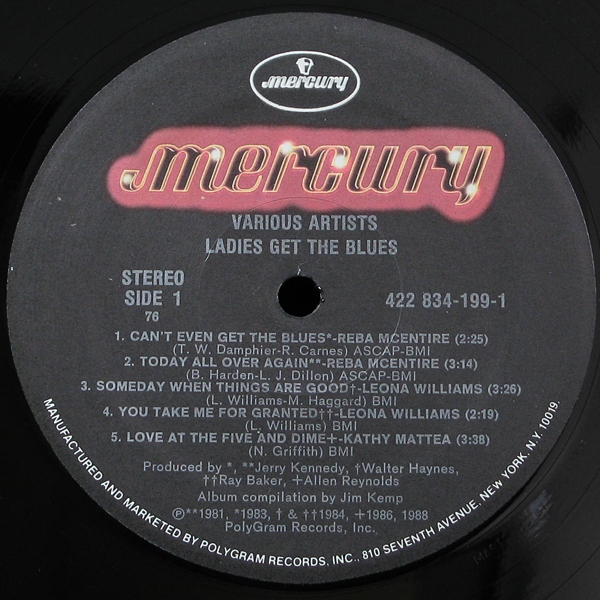 mercury
mercury
VARIOUS ARTISTS
LADIES GET THE BLUES
STEREO
SIDE 1
422 834-199-1
76
1. CAN'T EVEN GET THE BLUES*-REBA MCENTIRE (2:25)
(T. W. Damphier-R. Carnes) ASCAP-BMI
2. TODAY ALL OVER AGAIN**-REBA MCENTIRE (3:14)
(B. Harden-L. J. Dillon) ASCAP-BMI
3. SOMEDAY WHEN THINGS ARE GOOD†-LEONA WILLIAMS (3:26)
(L. Williams-M. Haggard) BMI
4. YOU TAKE ME FOR GRANTED††-LEONA WILLIAMS (2:19)
(L. Williams) BMI
5. LOVE AT THE FIVE AND DIME+-KATHY MATTEA (3:38)
(N. Griffith) BMI
Produced by *, **Jerry Kennedy, †Walter Haynes,
††Ray Baker, +Allen Reynolds
Album compilation by Jim Kemp
℗**1981, *1983, † & ††1984, +1986, 1988
PolyGram Records, Inc.
MANUFACTURED AND MARKETED BY POLYGRAM RECORDS, INC., 810 SEVENTH AVENUE, NEW YORK, N.Y. 10019.